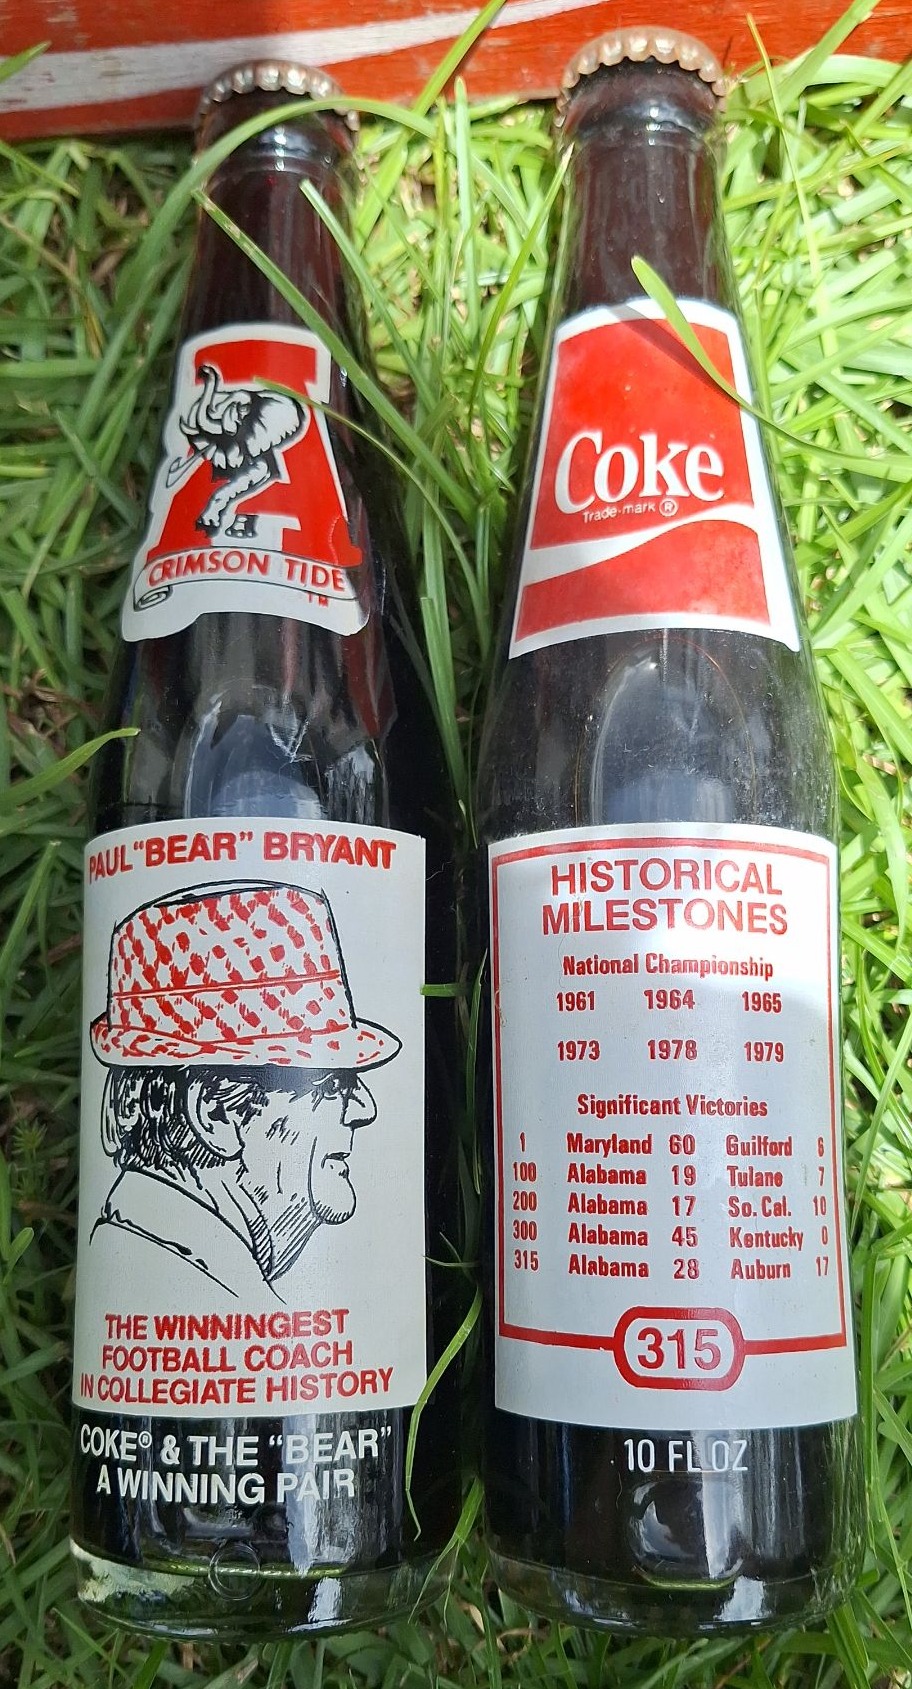 A
CRIMSON TIDE
TM
PAUL "BEAR" BRYANT
THE WINNINGEST
FOOTBALL COACH
IN COLLEGIATE HISTORY
COKE® & THE "BEAR"
A WINNING PAIR
Coke
Trade-mark ®
HISTORICAL
MILESTONES
National Championship
1961 1964 1965
1973 1978 1979
Significant Victories
1 Maryland 60 Guilford 6
100 Alabama 19 Tulane 7
200 Alabama 17 So. Cal. 10
300 Alabama 45 Kentucky 0
315 Alabama 28 Auburn 17
315
10 FL OZ